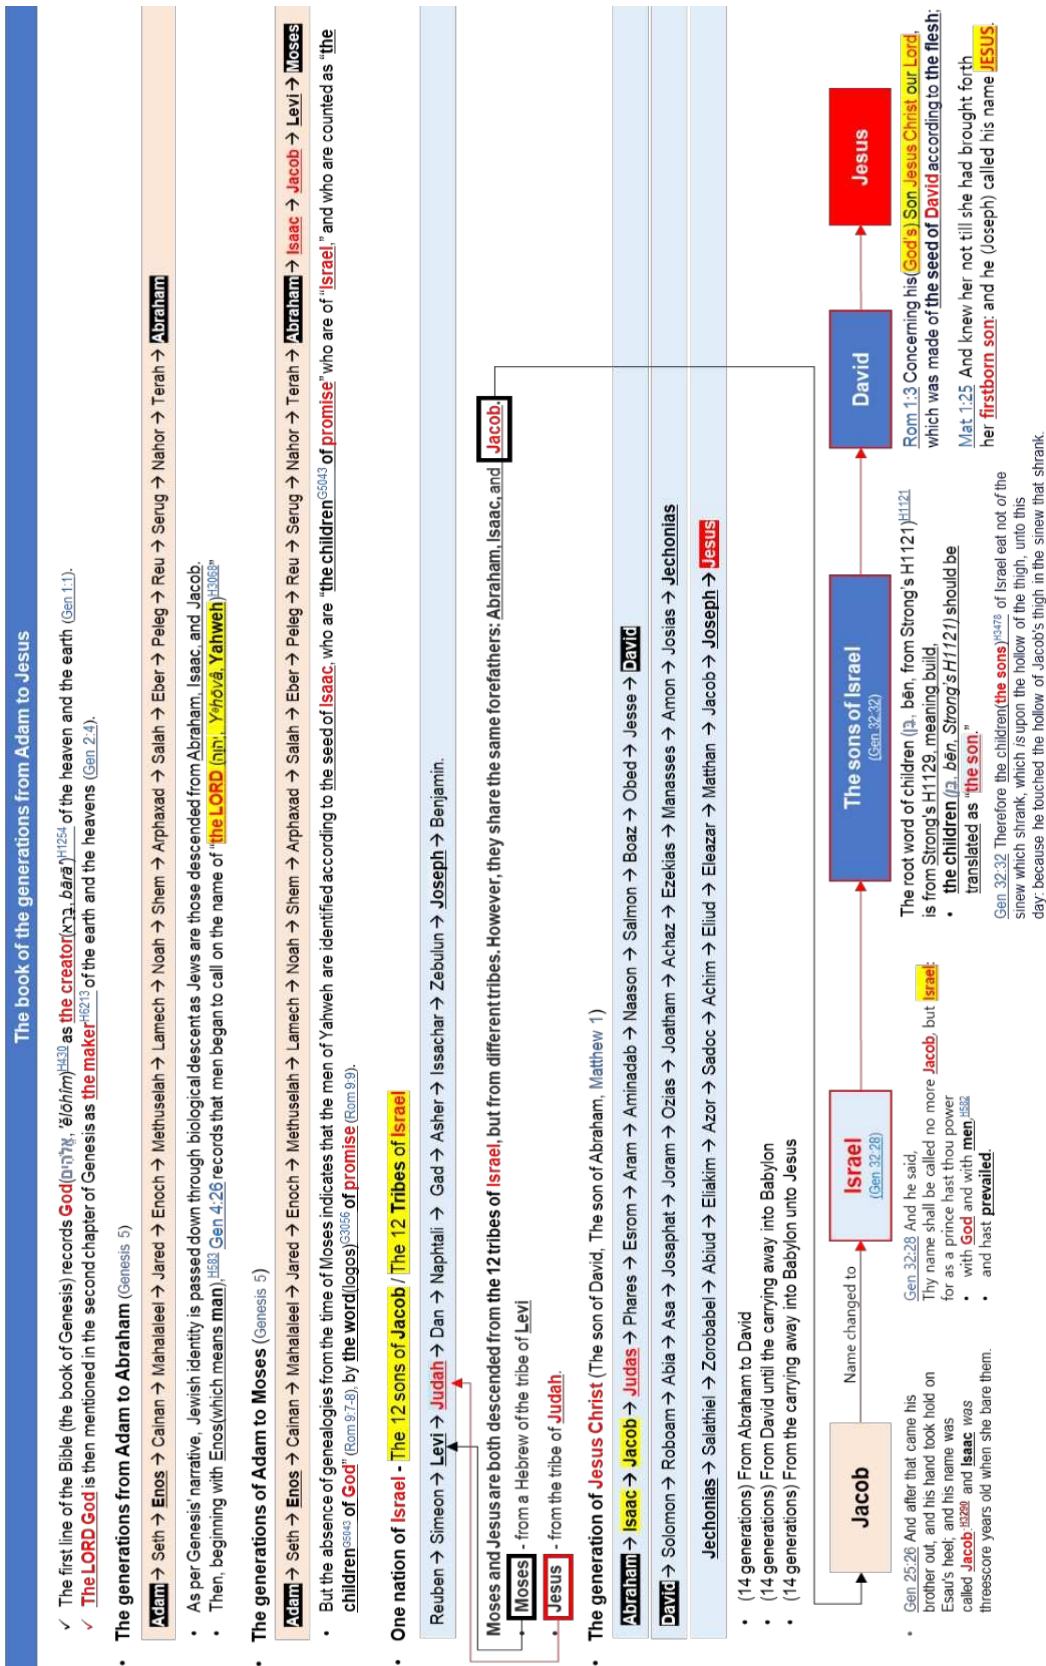 The book of the generations from Adam to Jesus
✓ The first line of the Bible (the book of Genesis) records God(אֱלֹהִים, 'ĕlōhîm)H430 as the creator(בָּרָא, bārā')H1254 of the heaven and the earth (Gen 1:1).
✓ The LORD God is then mentioned in the second chapter of Genesis as the makerH6213 of the earth and the heavens (Gen 2:4).
• The generations from Adam to Abraham (Genesis 5)
Adam → Seth → Enos → Cainan → Mahalaleel → Jared → Enoch → Methuselah → Lamech → Noah → Shem → Arphaxad → Salah → Eber → Peleg → Reu → Serug → Nahor → Terah → Abraham
• As per Genesis' narrative, Jewish identity is passed down through biological descent as Jews are those descended from Abraham, Isaac, and Jacob.
• Then, beginning with Enos(which means man),H583 Gen 4:26 records that men began to call on the name of "the LORD (יְהֹוָה, Yᵊhōvâ, Yahweh)H3068"
• The generations of Adam to Moses (Genesis 5)
Adam → Seth → Enos → Cainan → Mahalaleel → Jared → Enoch → Methuselah → Lamech → Noah → Shem → Arphaxad → Salah → Eber → Peleg → Reu → Serug → Nahor → Terah → Abraham → Isaac → Jacob → Levi → Moses
• But the absence of genealogies from the time of Moses indicates that the men of Yahweh are identified according to the seed of Isaac, who are "the childrenG5043 of promise" who are of "Israel," and who are counted as "the
childrenG5043 of God" (Rom 9:7-8), by the word(logos)G3056 of promise (Rom 9:9).
• One nation of Israel - The 12 sons of Jacob / The 12 Tribes of Israel
Reuben → Simeon → Levi → Judah → Dan → Naphtali → Gad → Asher → Issachar → Zebulun → Joseph → Benjamin.
Moses and Jesus are both descended from the 12 tribes of Israel, but from different tribes. However, they share the same forefathers: Abraham, Isaac, and Jacob.
• Moses - from a Hebrew of the tribe of Levi
• Jesus - from the tribe of Judah.
• The generation of Jesus Christ (The son of David, The son of Abraham, Matthew 1)
Abraham → Isaac → Jacob → Judas → Phares → Esrom → Aram → Aminadab → Naason → Salmon → Boaz → Obed → Jesse → David
David → Solomon → Roboam → Abia → Asa → Josaphat → Joram → Ozias → Joatham → Achaz → Ezekias → Manasses → Amon → Josias → Jechonias
Jechonias → Salathiel → Zorobabel → Abiud → Eliakim → Azor → Sadoc → Achim → Eliud → Eleazar → Matthan → Jacob → Joseph → Jesus
• (14 generations) From Abraham to David
• (14 generations) From David until the carrying away into Babylon
• (14 generations) From the carrying away into Babylon unto Jesus
Jacob
Name changed to
Israel
(Gen 32:28)
The sons of Israel
(Gen 32:32)
David
Jesus
• Gen 25:26 And after that came his
brother out, and his hand took hold on
Esau's heel; and his name was
called Jacob:H3290 and Isaac was
threescore years old when she bare them.
Gen 32:28 And he said,
Thy name shall be called no more Jacob, but Israel:
for as a prince hast thou power
• with God and with men,H582
• and hast prevailed.
The root word of children (בֵּן, bēn, from Strong's H1121)H1121
is from Strong's H1129, meaning build,
• the children (בֵּן, bēn, Strong's H1121) should be
translated as "the son."
Gen 32:32 Therefore the children(the sons)H3478 of Israel eat not of the
sinew which shrank, which is upon the hollow of the thigh, unto this
day: because he touched the hollow of Jacob's thigh in the sinew that shrank.
Rom 1:3 Concerning his(God's) Son Jesus Christ our Lord,
which was made of the seed of David according to the flesh;
Mat 1:25 And knew her not till she had brought forth
her firstborn son: and he (Joseph) called his name JESUS.